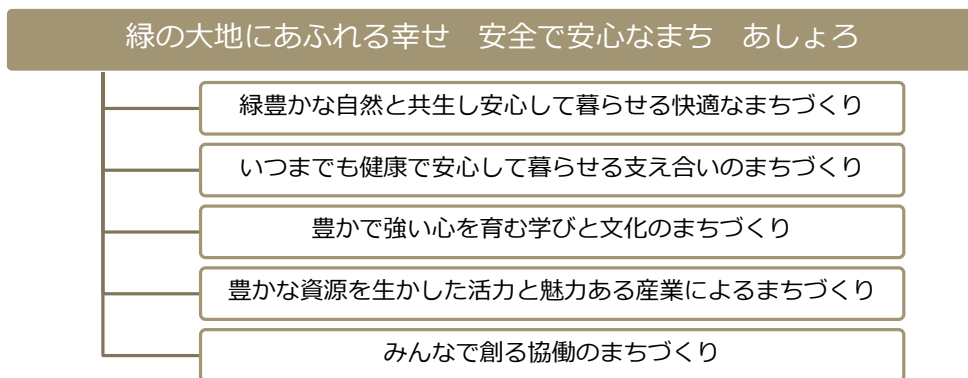 緑の大地にあふれる幸せ　安全で安心なまち　あしょろ
緑豊かな自然と共生し安心して暮らせる快適なまちづくり
いつまでも健康で安心して暮らせる支え合いのまちづくり
豊かで強い心を育む学びと文化のまちづくり
豊かな資源を生かした活力と魅力ある産業によるまちづくり
みんなで創る協働のまちづくり